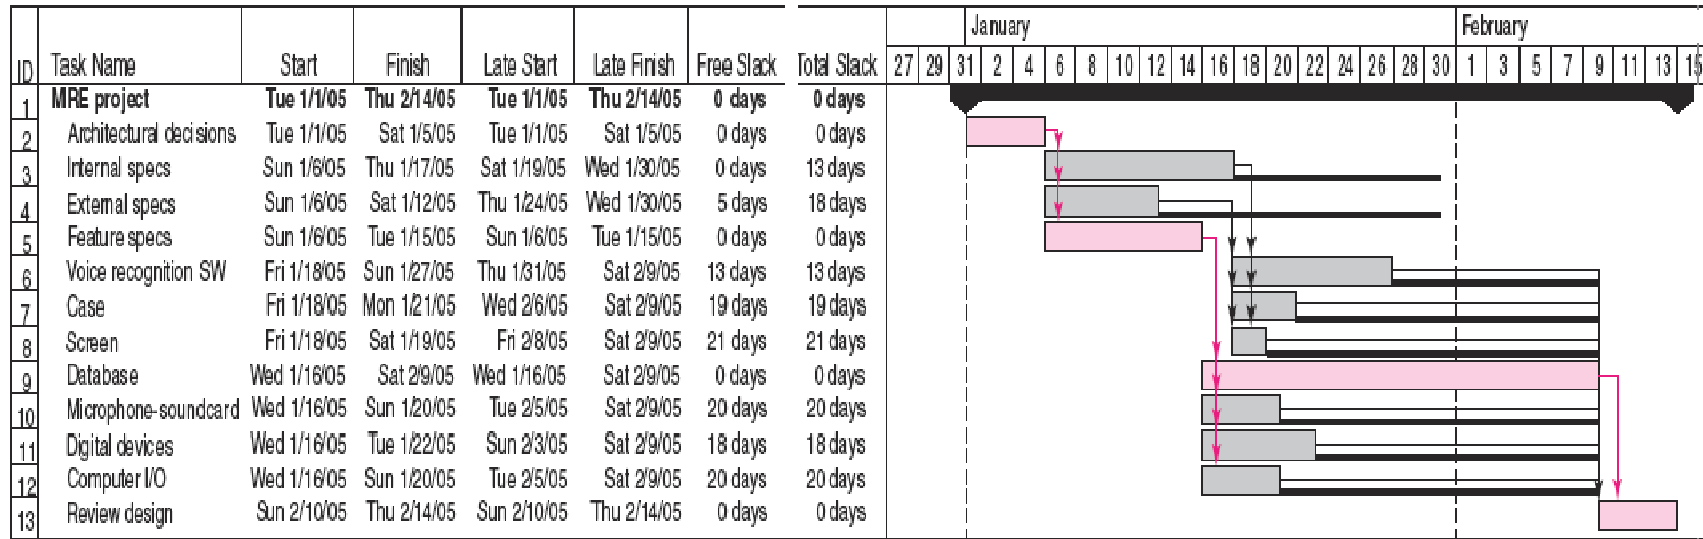 January February
ID Task Name Start Finish Late Start Late Finish Free Slack Total Slack 27 29 31 2 4 6 8 10 12 14 16 18 20 22 24 26 28 30 1 3 5 7 9 11 13 15
1 MRE project Tue 1/1/05 Thu 2/14/05 Tue 1/1/05 Thu 2/14/05 0 days 0 days
2 Architectural decisions Tue 1/1/05 Sat 1/5/05 Tue 1/1/05 Sat 1/5/05 0 days 0 days
3 Internal specs Sun 1/6/05 Thu 1/17/05 Sat 1/19/05 Wed 1/30/05 0 days 13 days
4 External specs Sun 1/6/05 Sat 1/12/05 Thu 1/24/05 Wed 1/30/05 5 days 18 days
5 Feature specs Sun 1/6/05 Tue 1/15/05 Sun 1/6/05 Tue 1/15/05 0 days 0 days
6 Voice recognition SW Fri 1/18/05 Sun 1/27/05 Thu 1/31/05 Sat 2/9/05 13 days 13 days
7 Case Fri 1/18/05 Mon 1/21/05 Wed 2/6/05 Sat 2/9/05 19 days 19 days
8 Screen Fri 1/18/05 Sat 1/19/05 Fri 2/8/05 Sat 2/9/05 21 days 21 days
9 Database Wed 1/16/05 Sat 2/9/05 Wed 1/16/05 Sat 2/9/05 0 days 0 days
10 Microphone-soundcard Wed 1/16/05 Sun 1/20/05 Tue 2/5/05 Sat 2/9/05 20 days 20 days
11 Digital devices Wed 1/16/05 Tue 1/22/05 Sun 2/3/05 Sat 2/9/05 18 days 18 days
12 Computer I/O Wed 1/16/05 Sun 1/20/05 Tue 2/5/05 Sat 2/9/05 20 days 20 days
13 Review design Sun 2/10/05 Thu 2/14/05 Sun 2/10/05 Thu 2/14/05 0 days 0 days